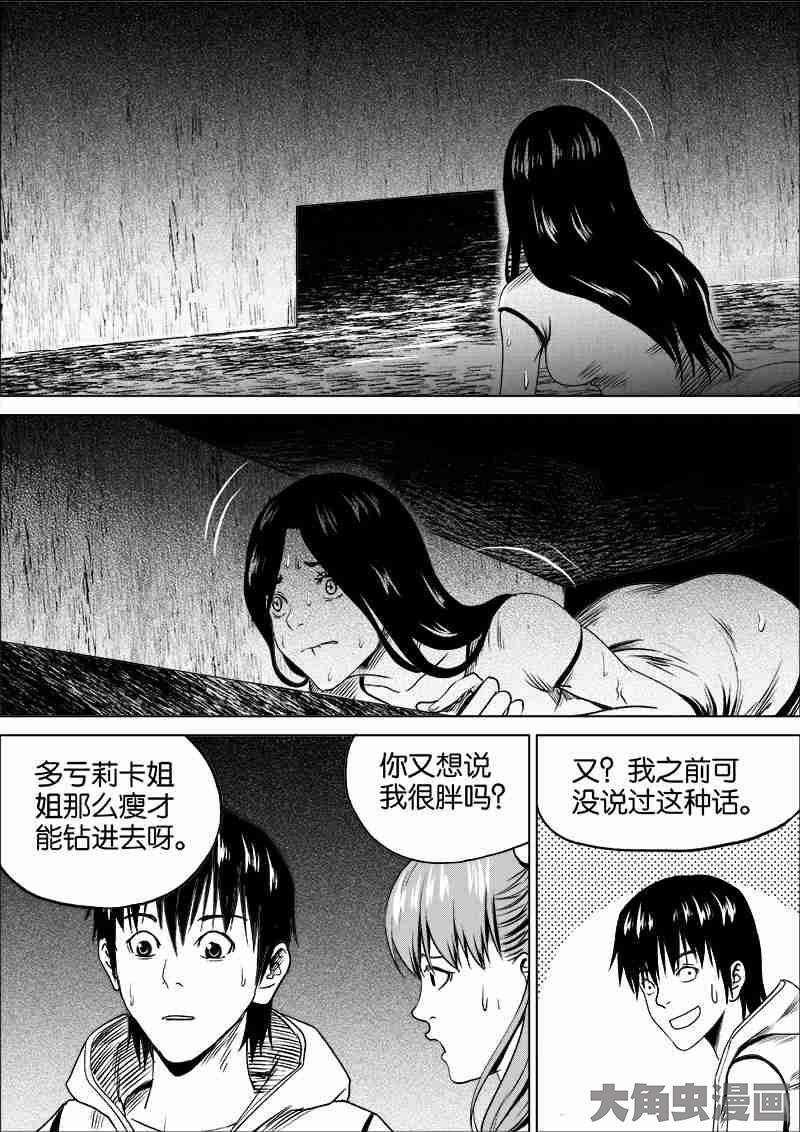 多亏莉卡姐
姐那么瘦才
能钻进去呀。
你又想说
我很胖吗？
又？我之前可
没说过这种话。
大角虫漫画